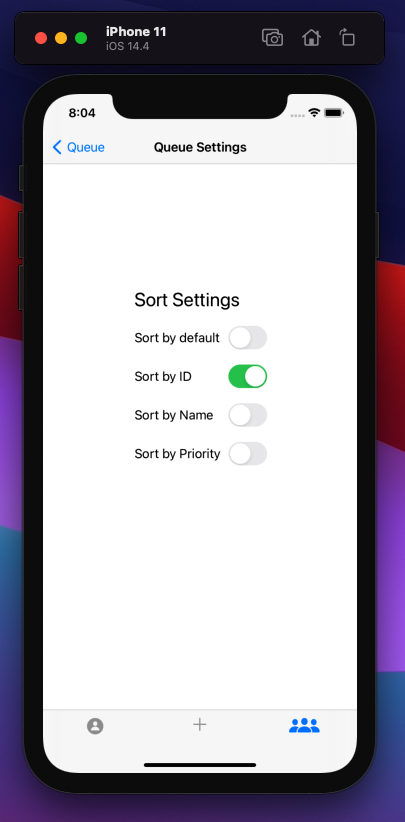 iPhone 11
iOS 14.4
8:04
Queue
Queue Settings
Sort Settings
Sort by default
Sort by ID
Sort by Name
Sort by Priority